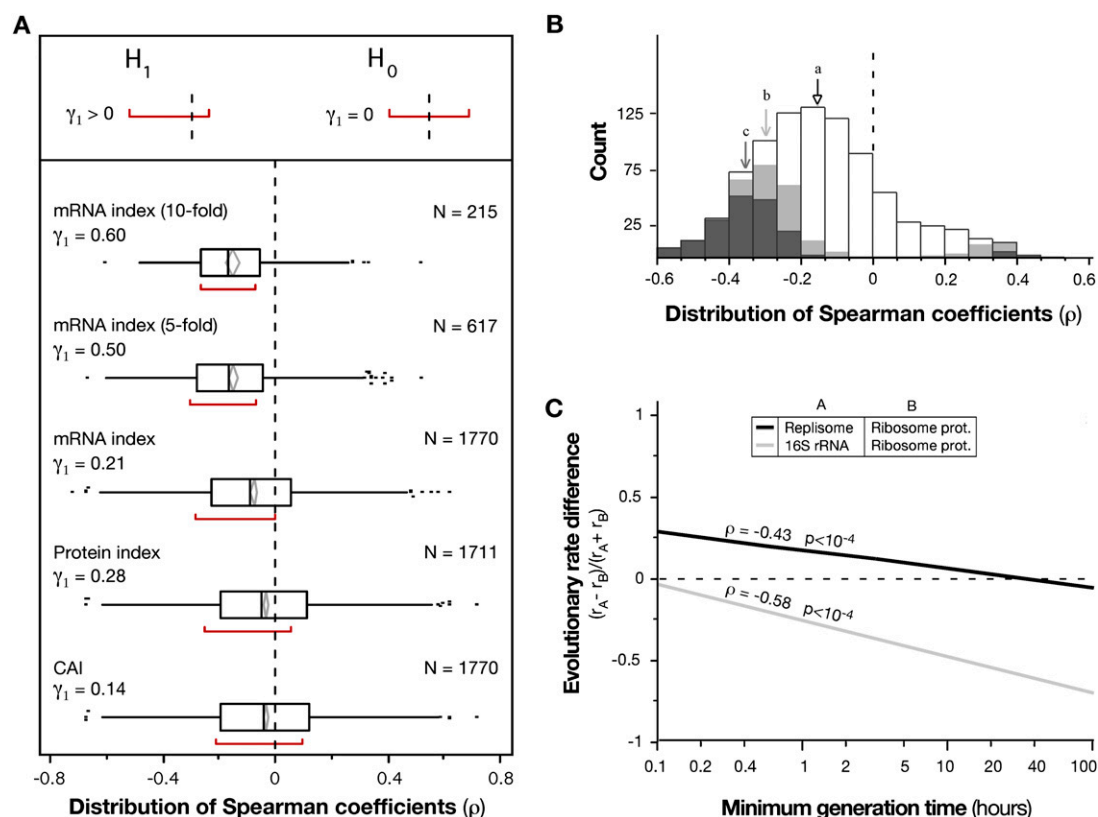 A
H1
H0
γ1 > 0
γ1 = 0
mRNA index (10-fold)
γ1 = 0.60
N = 215
mRNA index (5-fold)
γ1 = 0.50
N = 617
mRNA index
γ1 = 0.21
N = 1770
Protein index
γ1 = 0.28
N = 1711
CAI
γ1 = 0.14
N = 1770
-0.8 -0.4 0 0.4 0.8
Distribution of Spearman coefficients (ρ)
B
a
b
c
125
75
25
Count
-0.6 -0.4 -0.2 0 0.2 0.4 0.6
Distribution of Spearman coefficients (ρ)
C
A B
Replisome Ribosome prot.
16S rRNA Ribosome prot.
1
0.5
0
-0.5
-1
Evolutionary rate difference
(rA- rB)/(rA+ rB)
ρ = -0.43 p<10-4
ρ = -0.58 p<10-4
0.1 0.2 0.4 1 2 5 10 20 40 100
Minimum generation time (hours)